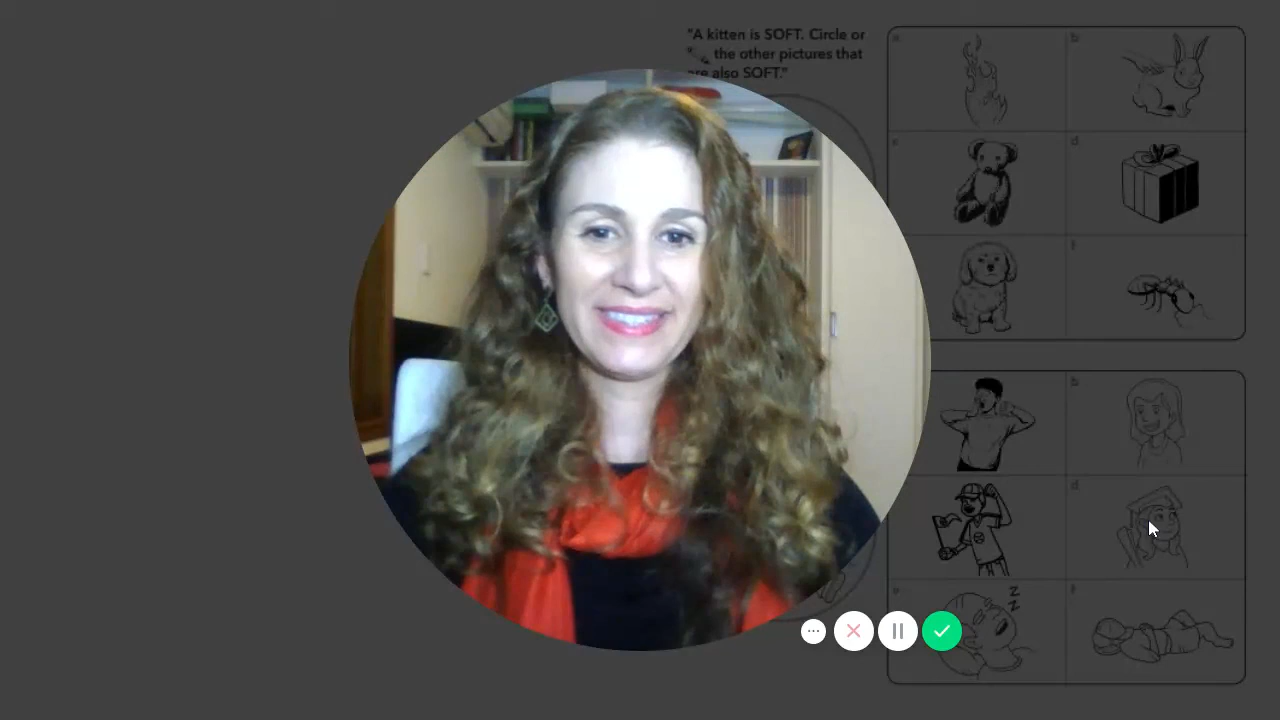 "A kitten is SOFT. Circle or
the other pictures that
are also SOFT."
a
b
c
d
f
b
d
e
f
Z
Z